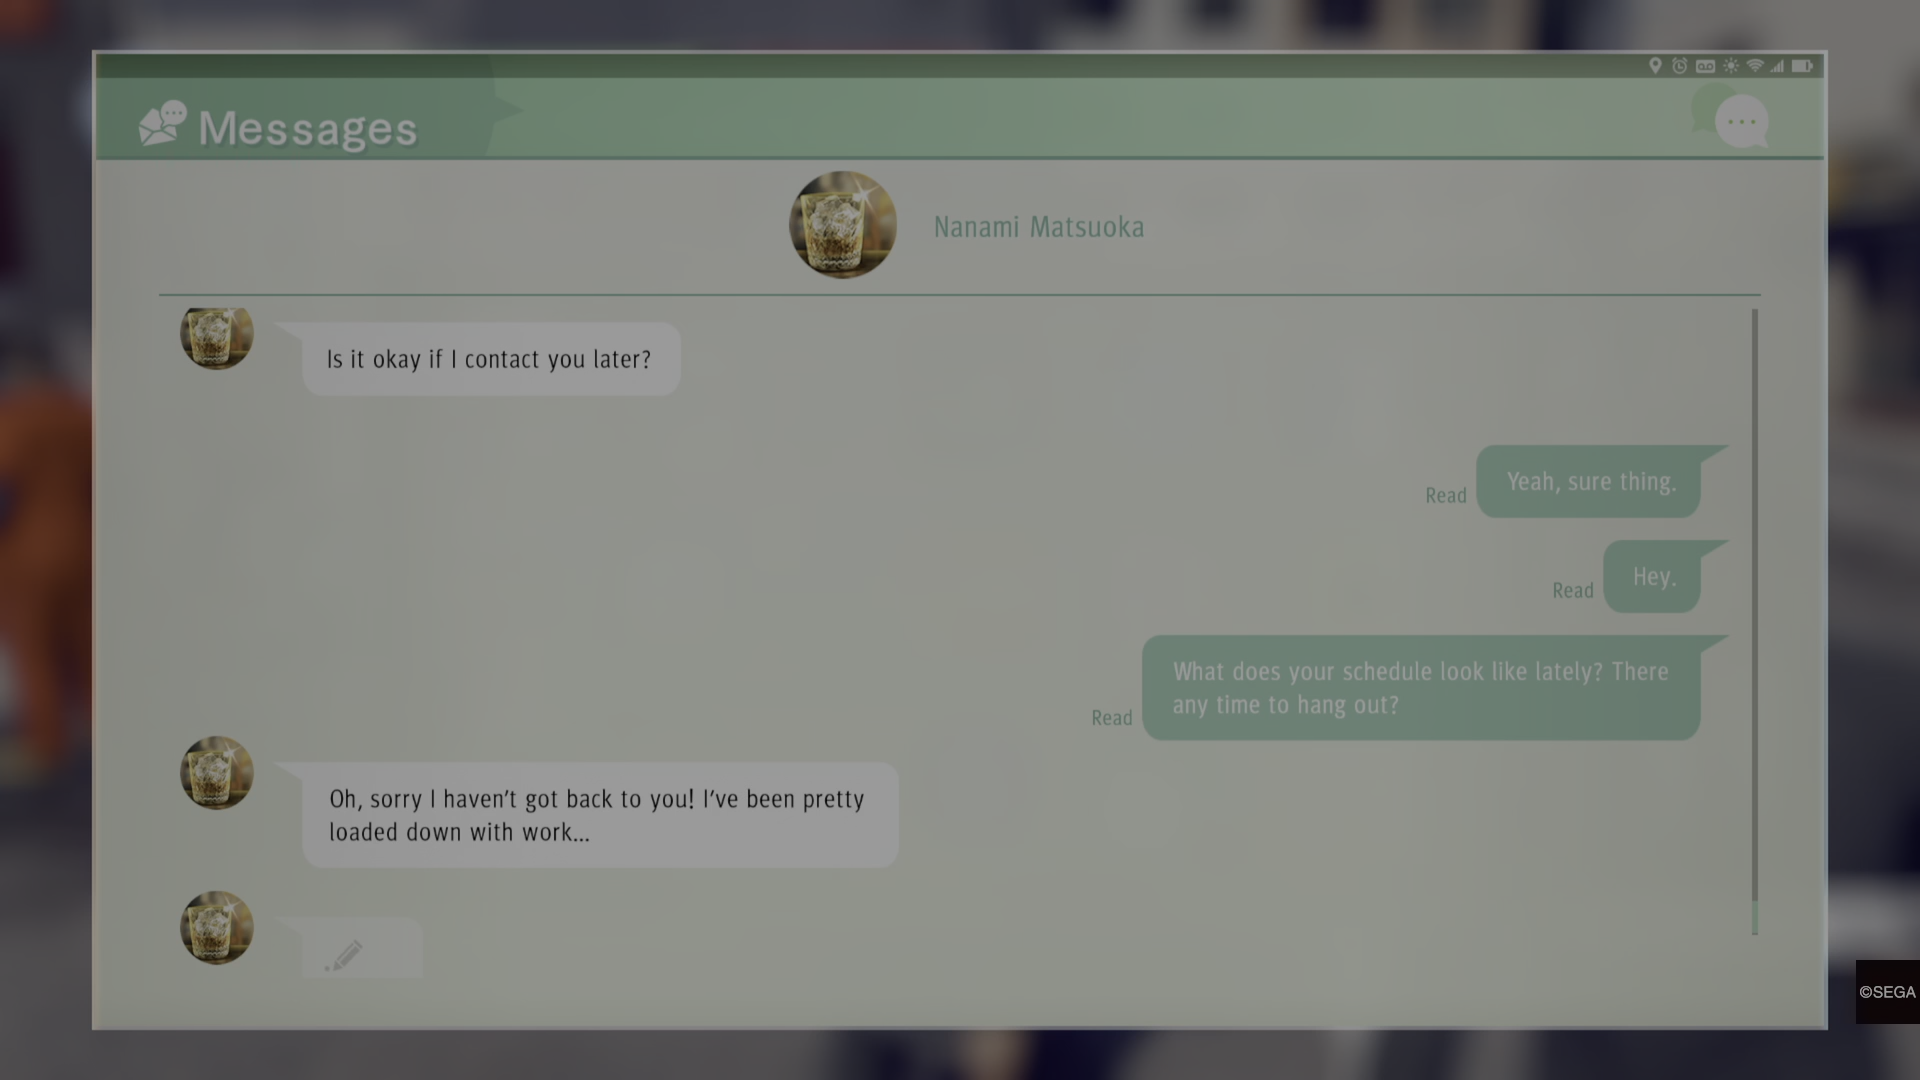 Messages
Nanami Matsuoka
Is it okay if I contact you later?
Yeah, sure thing.
Read
Hey.
Read
What does your schedule look like lately? There
any time to hang out?
Read
Oh, sorry I haven't got back to you! I've been pretty
loaded down with work...
©SEGA